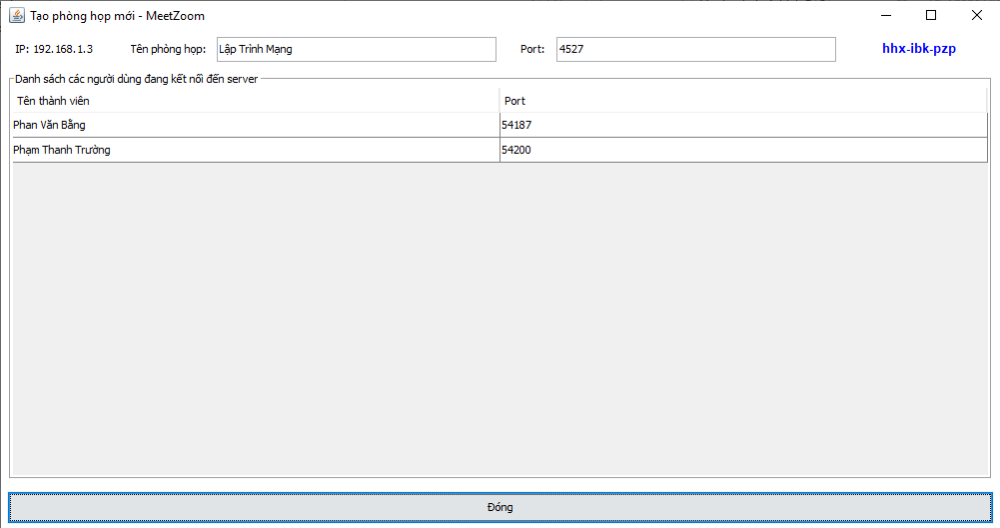 Tạo phòng họp mới - MeetZoom
IP: 192.168.1.3 Tên phòng họp: Lập Trình Mạng Port: 4527 hhx-ibk-pzp
Danh sách các người dùng đang kết nối đến server
Tên thành viên Port
Phan Văn Bằng 54187
Phạm Thanh Trường 54200
Đóng